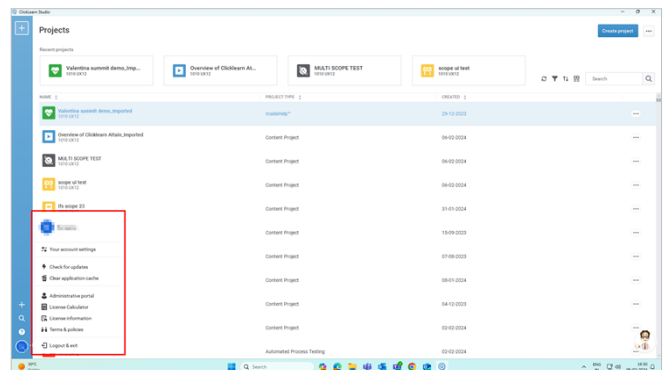 ClickLearn Studio
Projects
Create project
Recent projects
Valentina summit demo_Imp...
1010 UX12
Overview of Clicklearn At...
1010 UX12
MULTI SCOPE TEST
1010 UX12
scope ui test
1010 UX12
Search
NAME
PROJECT TYPE
CREATED
Valentina summit demo_Imported
1010 UX12
29-12-2023
Overview of Clicklearn Attain_Imported
1010 UX12
Content Project
06-02-2024
MULTI SCOPE TEST
1010 UX12
Content Project
06-02-2024
scope ui test
1010 UX12
Content Project
06-02-2024
Ifs scope 23
Content Project
31-01-2024
Content Project
15-09-2023
Your account settings
Content Project
07-08-2023
Check for updates
Clear application cache
Content Project
08-01-2024
Administrative portal
License Calculator
Content Project
04-12-2023
License information
Terms & policies
Content Project
02-02-2024
Logout & exit
Automated Process Testing
02-02-2024
Search
ENG